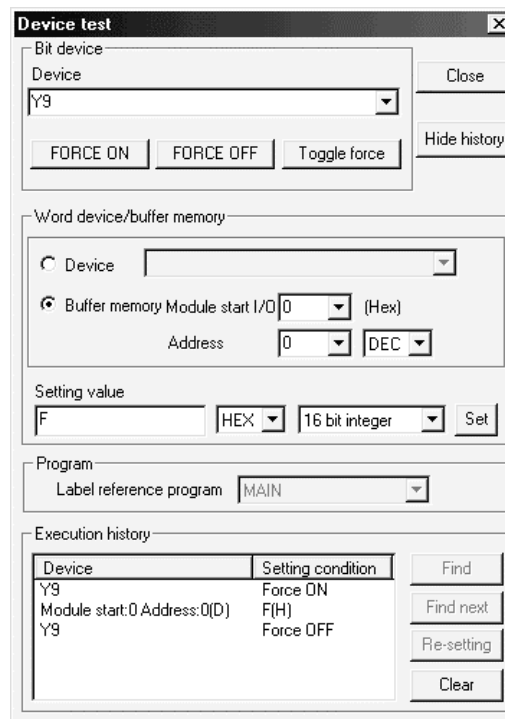 Device test
Bit device
Device
Close
Y9
FORCE ON FORCE OFF Toggle force
Hide history
Word device/buffer memory
Device
Buffer memory Module start I/O 0 (Hex)
Address 0 DEC
Setting value
F HEX 16 bit integer Set
Program
Label reference program MAIN
Execution history
Device Setting condition Find
Y9 Force ON
Module start:0 Address:0(D) F(H) Find next
Y9 Force OFF
Re-setting
Clear